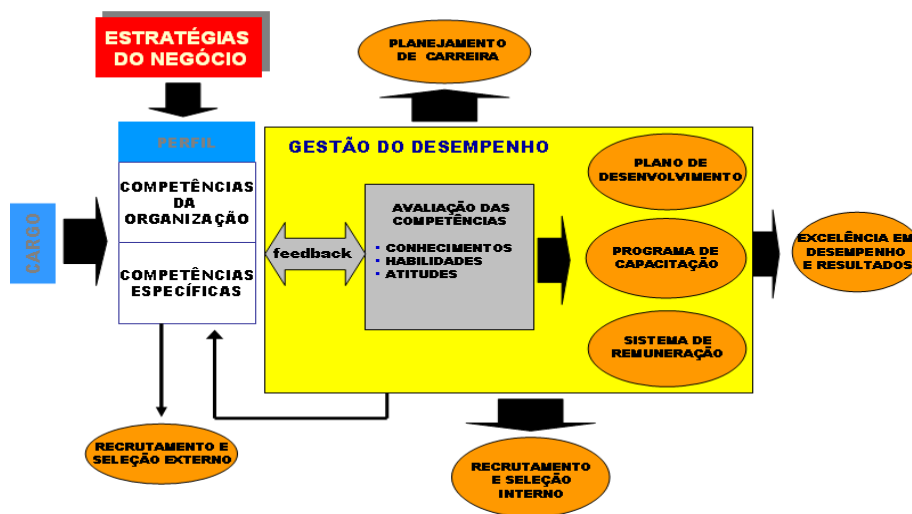 ESTRATÉGIAS
DO NEGÓCIO
PLANEJAMENTO
DE CARREIRA
PERFIL
GESTÃO DO DESEMPENHO
COMPETÊNCIAS
DA
ORGANIZAÇÃO
COMPETÊNCIAS
ESPECÍFICAS
CARGO
feedback
AVALIAÇÃO DAS
COMPETÊNCIAS
▪ CONHECIMENTOS
▪ HABILIDADES
▪ ATITUDES
PLANO DE
DESENVOLVIMENTO
PROGRAMA DE
CAPACITAÇÃO
SISTEMA DE
REMUNERAÇÃO
EXCELÊNCIA EM
DESEMPENHO
E RESULTADOS
RECRUTAMENTO E
SELEÇÃO EXTERNO
RECRUTAMENTO
E SELEÇÃO
INTERNO